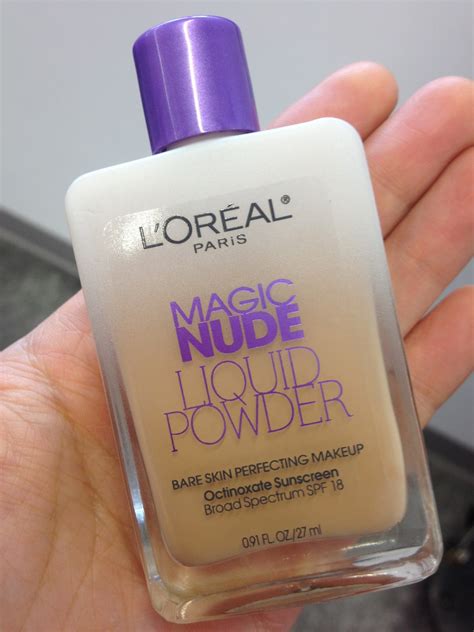 L'ORÉAL®
PARIS
MAGIC
NUDE
LIQUID
POWDER
BARE SKIN PERFECTING MAKEUP
Octinoxate Sunscreen
Broad Spectrum SPF 18
0.91 FL. OZ./27 ml